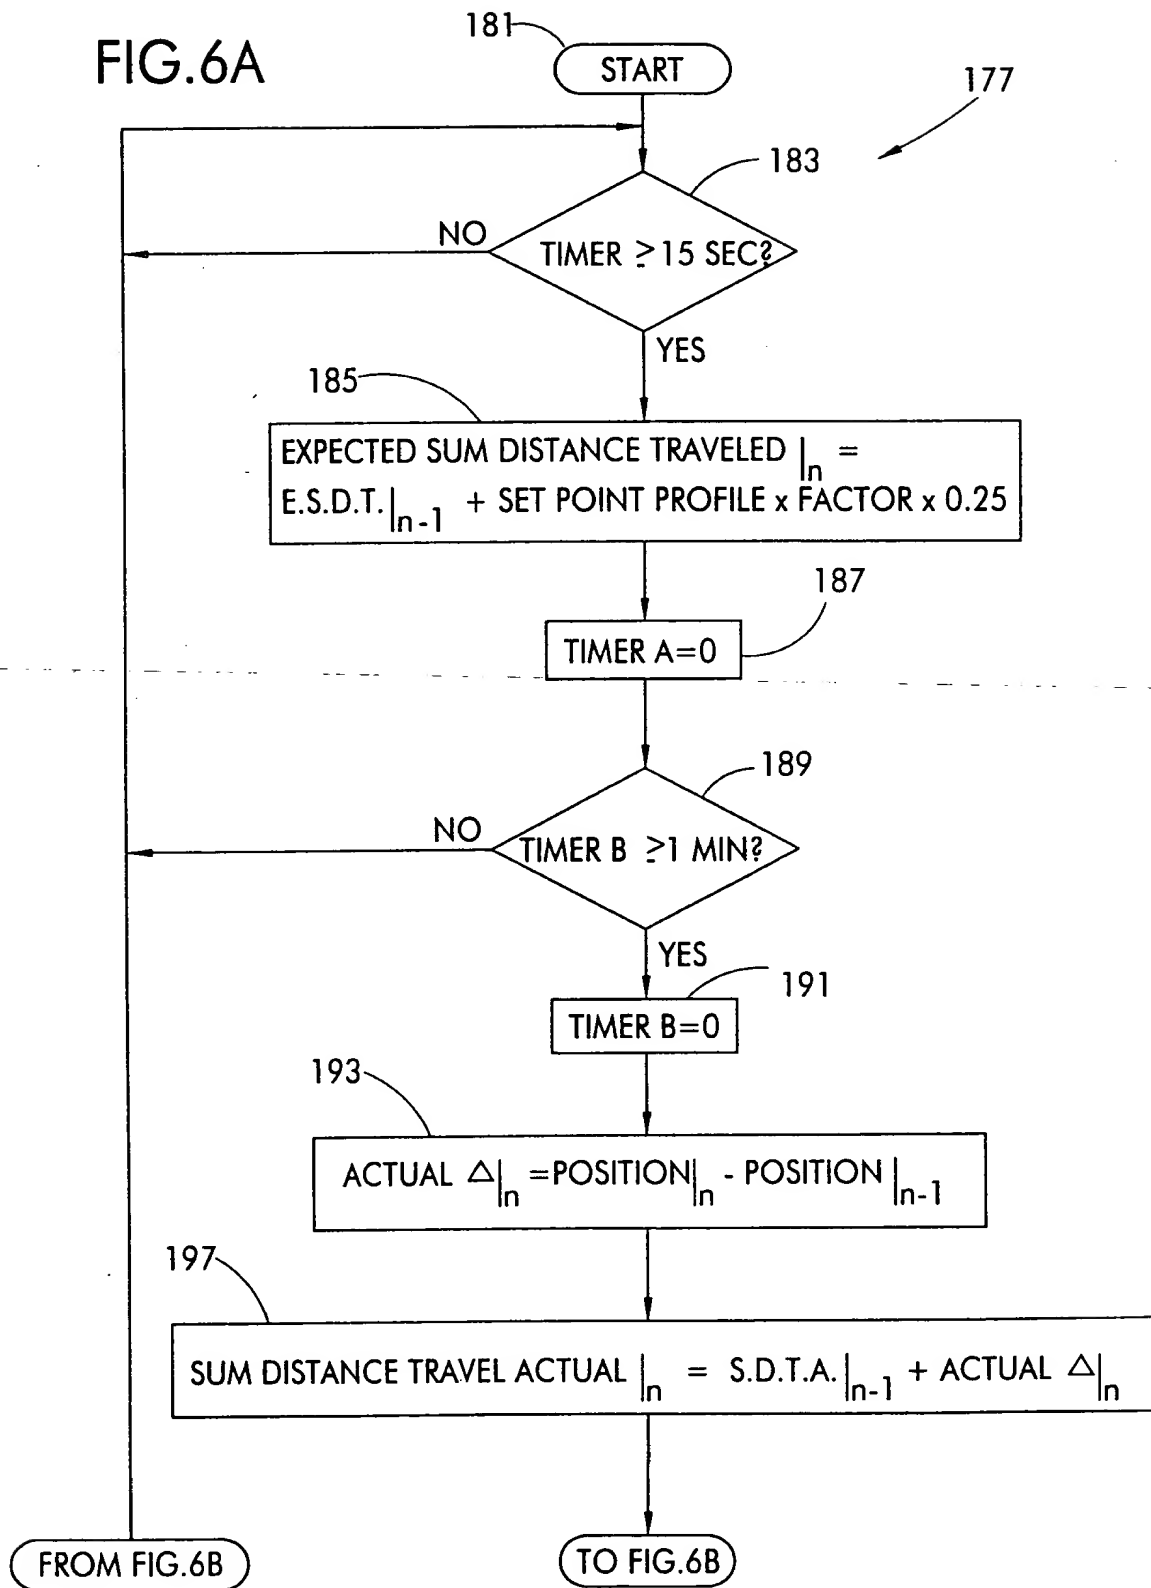 FIG.6A
181
START
177
183
NO
TIMER ≥ 15 SEC?
YES
185
EXPECTED SUM DISTANCE TRAVELED |n =
E.S.D.T.|n-1 + SET POINT PROFILE x FACTOR x 0.25
187
TIMER A=0
189
NO
TIMER B ≥1 MIN?
YES
191
TIMER B=0
193
ACTUAL △|n =POSITION|n - POSITION |n-1
197
SUM DISTANCE TRAVEL ACTUAL |n = S.D.T.A.|n-1 + ACTUAL △|n
FROM FIG.6B
TO FIG.6B